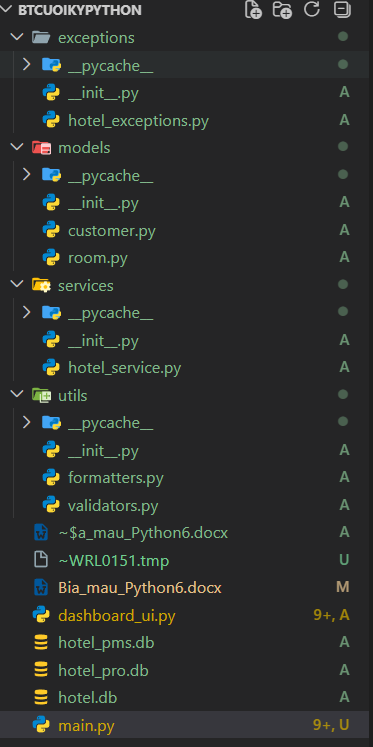 BTCUOIKYPYTHON
exceptions
__pycache__
__init__.py A
hotel_exceptions.py A
models
__pycache__
__init__.py A
customer.py A
room.py A
services
__pycache__
__init__.py A
hotel_service.py A
utils
__pycache__
__init__.py A
formatters.py A
validators.py A
~$a_mau_Python6.docx A
~WRL0151.tmp U
Bia_mau_Python6.docx M
dashboard_ui.py 9+, A
hotel_pms.db A
hotel_pro.db A
hotel.db A
main.py 9+, U